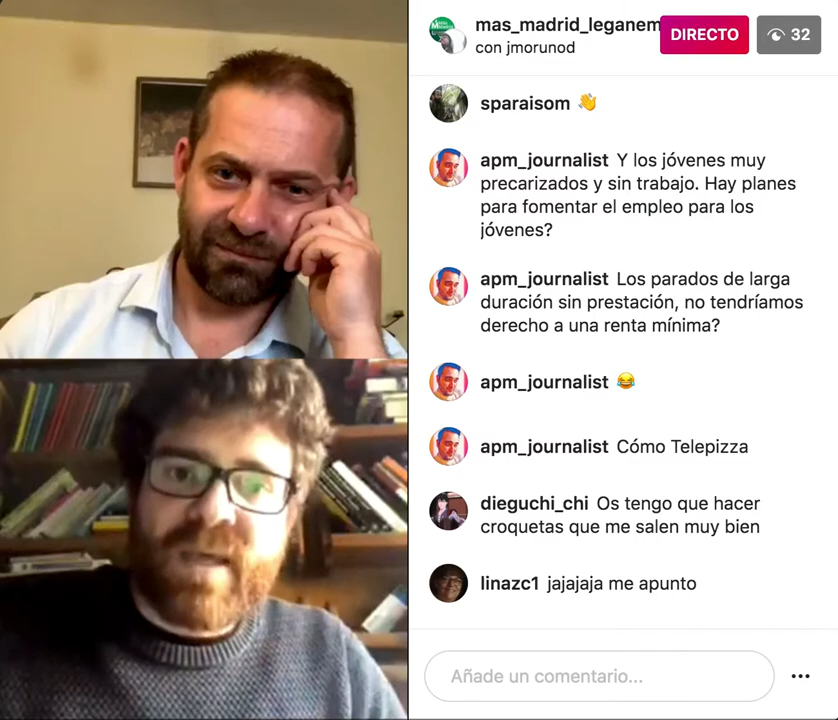 mas_madrid_leganem
con jmorunod
DIRECTO
32
sparaisom 👋
apm_journalist Y los jóvenes muy
precarizados y sin trabajo. Hay planes
para fomentar el empleo para los
jóvenes?
apm_journalist Los parados de larga
duración sin prestación, no tendríamos
derecho a una renta mínima?
apm_journalist 😂
apm_journalist Cómo Telepizza
dieguchi_chi Os tengo que hacer
croquetas que me salen muy bien
linazc1 jajajaja me apunto
Añade un comentario...